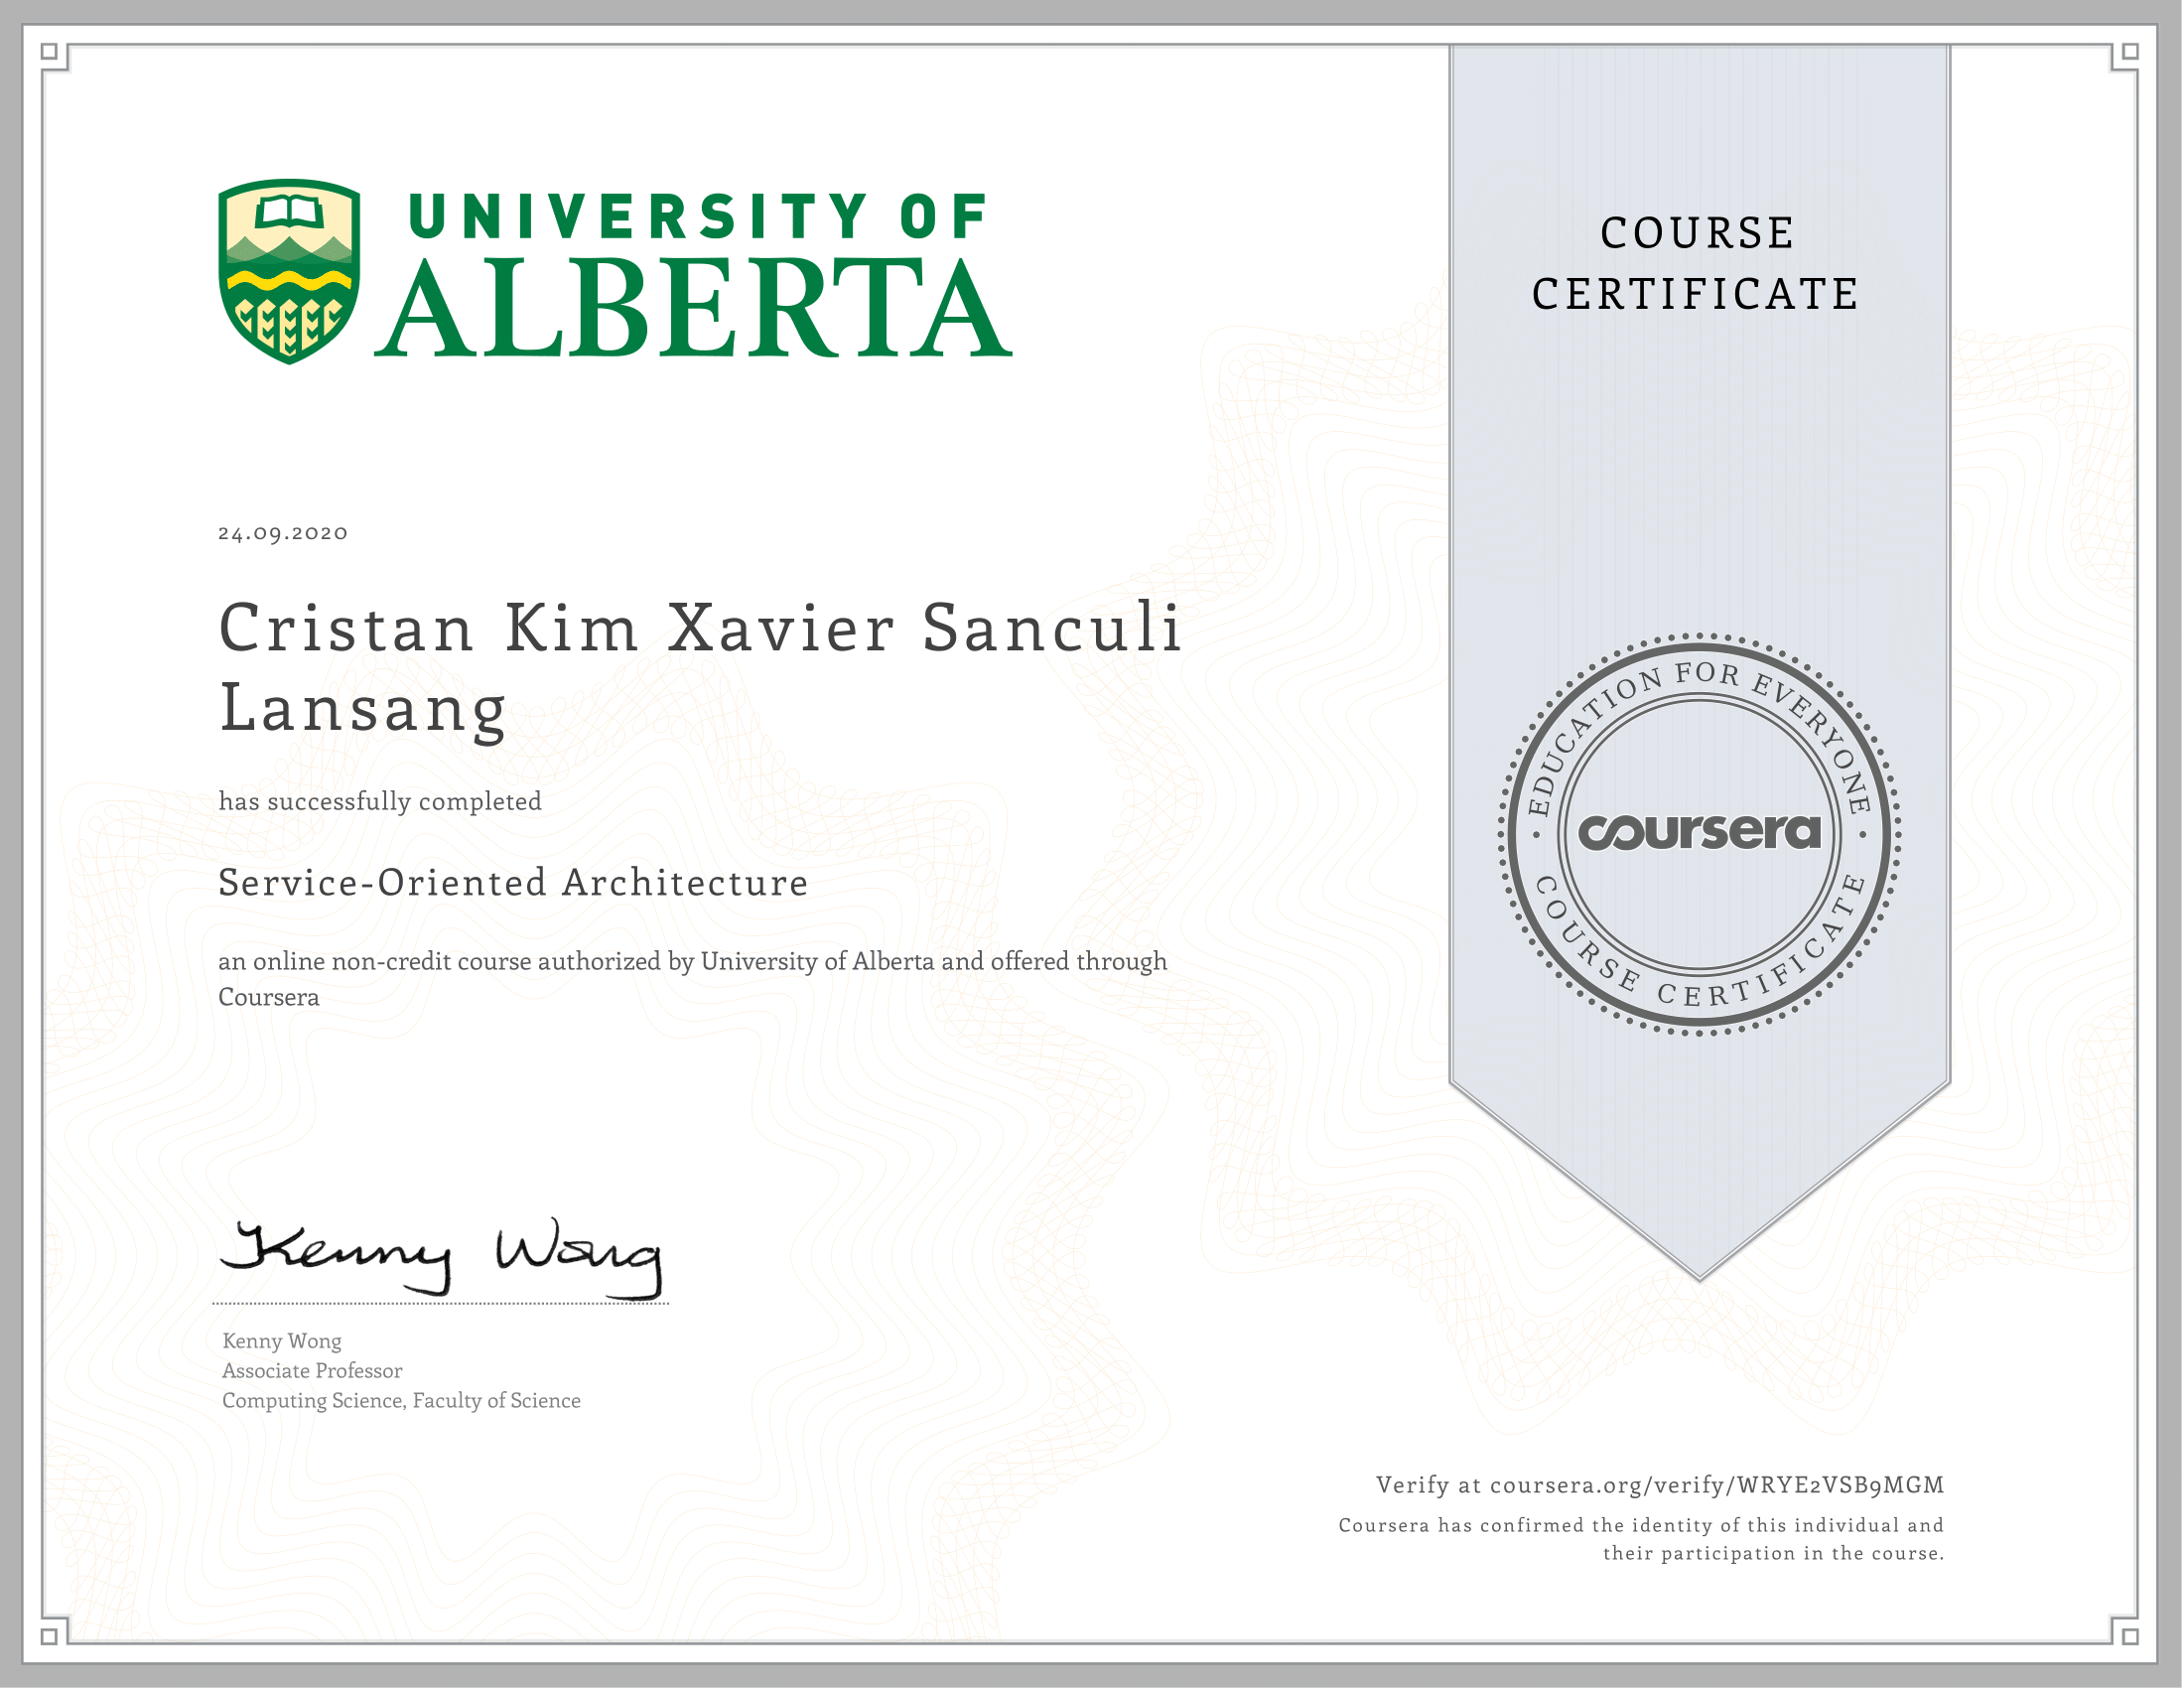 UNIVERSITY OF
ALBERTA
COURSE
CERTIFICATE
24.09.2020
Cristan Kim Xavier Sanculi
Lansang
has successfully completed
Service-Oriented Architecture
an online non-credit course authorized by University of Alberta and offered through
Coursera
EDUCATION FOR EVERYONE
coursera
COURSE CERTIFICATE
Kenny Wong
Kenny Wong
Associate Professor
Computing Science, Faculty of Science
Verify at coursera.org/verify/WRYE2VSB9MGM
Coursera has confirmed the identity of this individual and
their participation in the course.